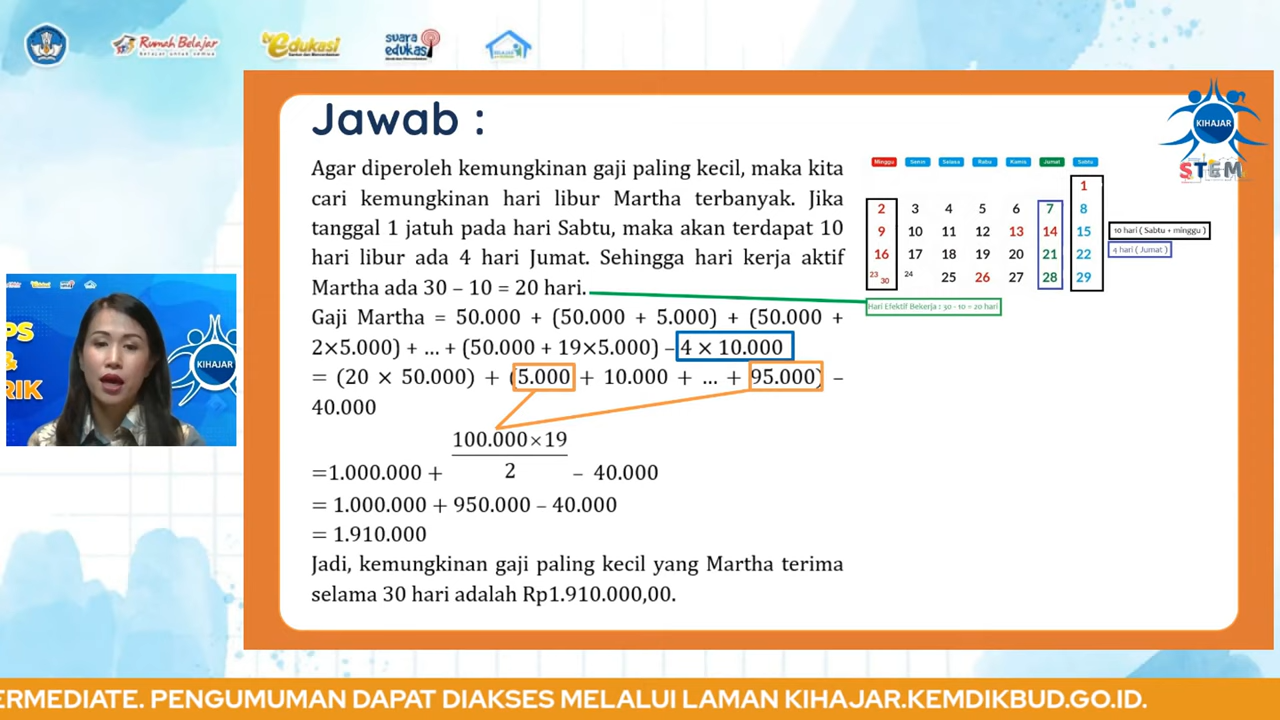 Rumah Belajar
Belajar untuk semua
tv edukasi
Santun dan Mencerdaskan
suara
edukasi
Jawab :
KIHAJAR
STEM
Agar diperoleh kemungkinan gaji paling kecil, maka kita
cari kemungkinan hari libur Martha terbanyak. Jika
tanggal 1 jatuh pada hari Sabtu, maka akan terdapat 10
hari libur ada 4 hari Jumat. Sehingga hari kerja aktif
Martha ada 30 – 10 = 20 hari.
Gaji Martha = 50.000 + (50.000 + 5.000) + (50.000 +
2×5.000) + ... + (50.000 + 19×5.000) – 4 × 10.000
= (20 × 50.000) + (5.000 + 10.000 + ... + 95.000) –
40.000
=1.000.000 + 100.000×19 / 2 – 40.000
= 1.000.000 + 950.000 – 40.000
= 1.910.000
Jadi, kemungkinan gaji paling kecil yang Martha terima
selama 30 hari adalah Rp1.910.000,00.
Minggu Senin Selasa Rabu Kamis Jumat Sabtu
1
2 3 4 5 6 7 8
9 10 11 12 13 14 15
16 17 18 19 20 21 22
23 30 24 25 26 27 28 29
10 hari ( Sabtu + minggu )
4 hari ( Jumat )
Hari Efektif Bekerja : 30 - 10 = 20 hari
PS
&
RIK
KIHAJAR
ERMEDIATE. PENGUMUMAN DAPAT DIAKSES MELALUI LAMAN KIHAJAR.KEMDIKBUD.GO.ID.